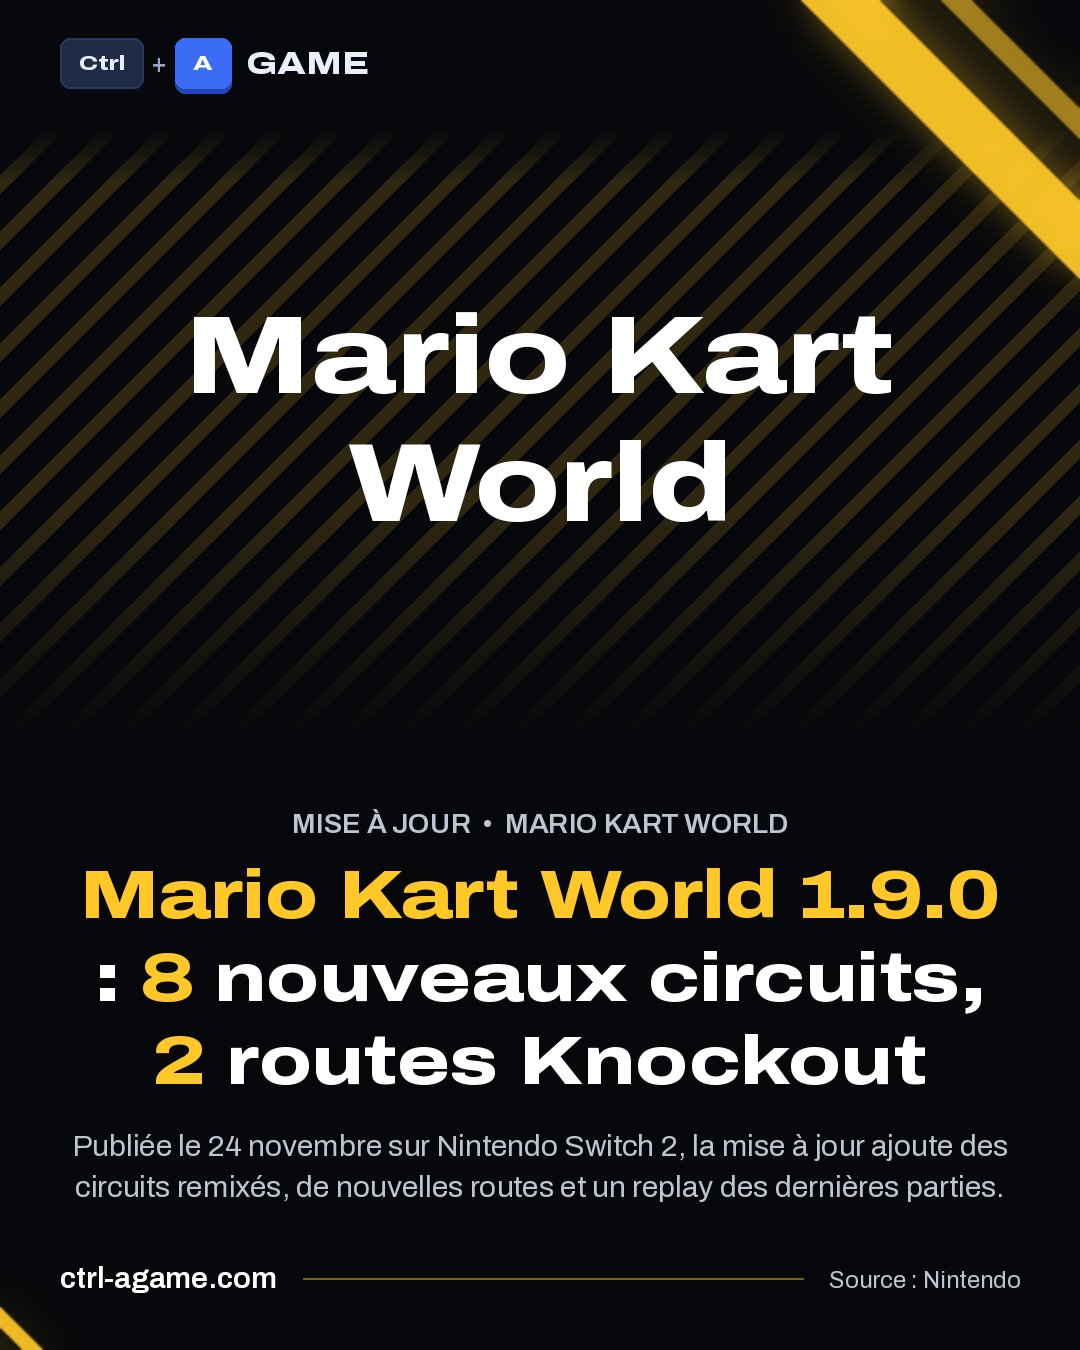 Ctrl + A GAME
Mario Kart
World
MISE À JOUR • MARIO KART WORLD
Mario Kart World 1.9.0
: 8 nouveaux circuits,
2 routes Knockout
Publiée le 24 novembre sur Nintendo Switch 2, la mise à jour ajoute des
circuits remixés, de nouvelles routes et un replay des dernières parties.
ctrl-agame.com
Source : Nintendo